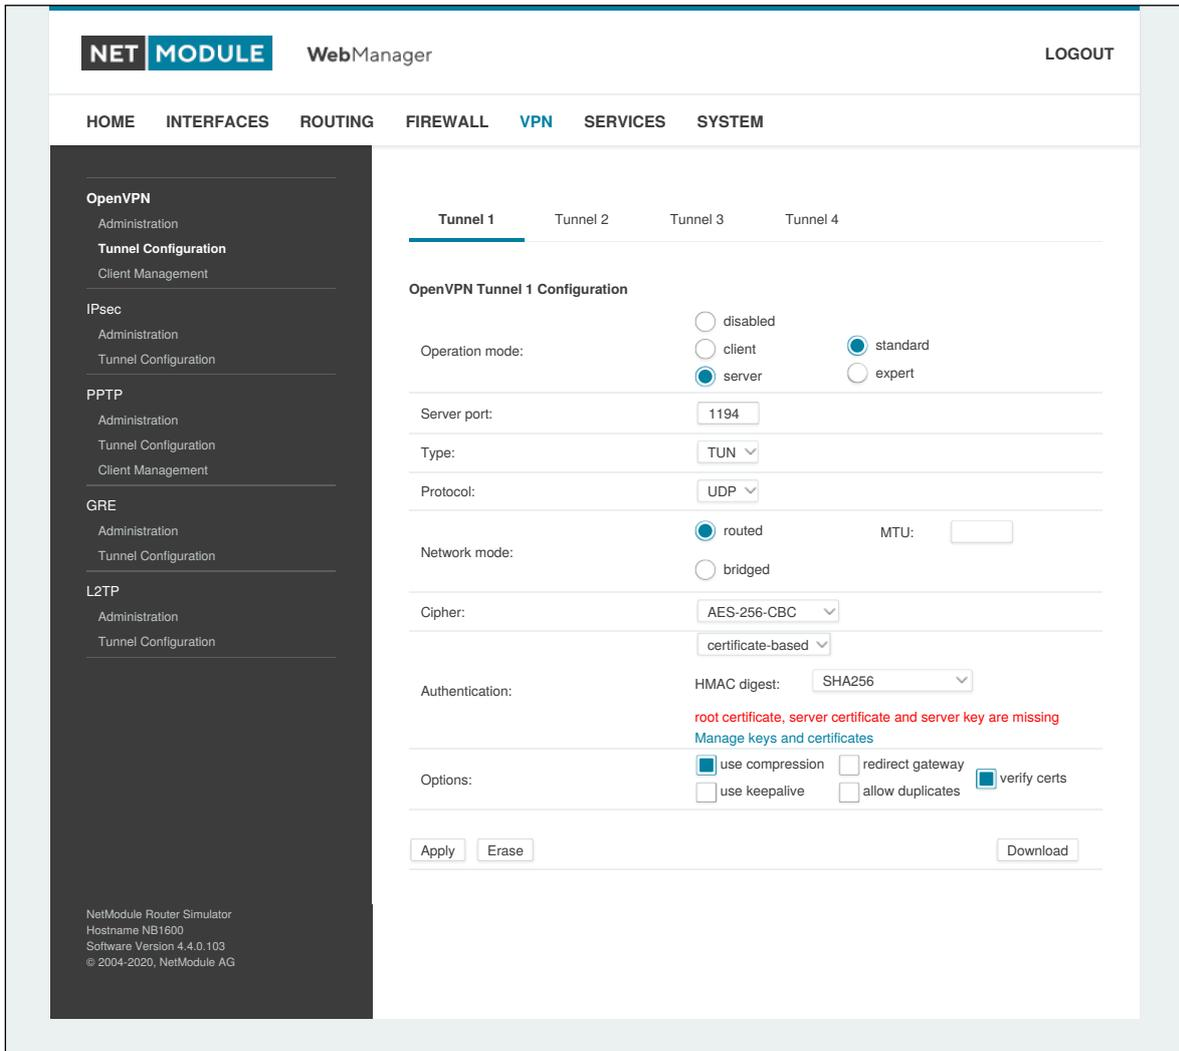 NET MODULE WebManager LOGOUT
HOME INTERFACES ROUTING FIREWALL VPN SERVICES SYSTEM
OpenVPN
Administration
Tunnel Configuration
Client Management
IPsec
Administration
Tunnel Configuration
PPTP
Administration
Tunnel Configuration
Client Management
GRE
Administration
Tunnel Configuration
L2TP
Administration
Tunnel Configuration
NetModule Router Simulator
Hostname NB1600
Software Version 4.4.0.103
© 2004-2020, NetModule AG
Tunnel 1 Tunnel 2 Tunnel 3 Tunnel 4
OpenVPN Tunnel 1 Configuration
Operation mode:
disabled
client
server
standard
expert
Server port: 1194
Type: TUN
Protocol: UDP
Network mode:
routed
MTU:
bridged
Cipher: AES-256-CBC
Authentication:
certificate-based
HMAC digest: SHA256
root certificate, server certificate and server key are missing
Manage keys and certificates
Options:
use compression redirect gateway
verify certs
use keepalive allow duplicates
Apply Erase Download